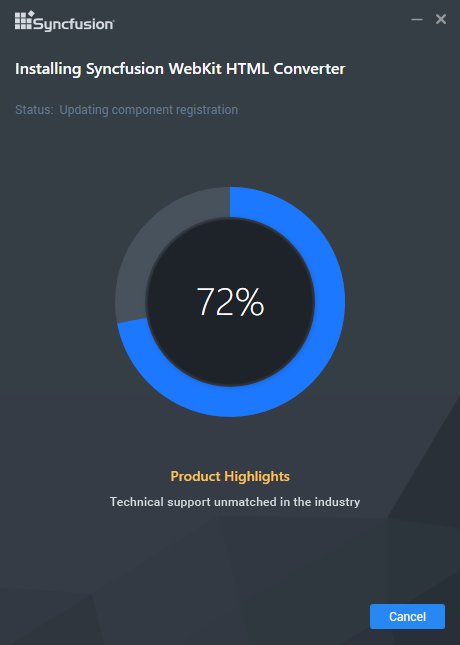 Syncfusion
Installing Syncfusion WebKit HTML Converter
Status: Updating component registration
72%
Product Highlights
Technical support unmatched in the industry
Cancel